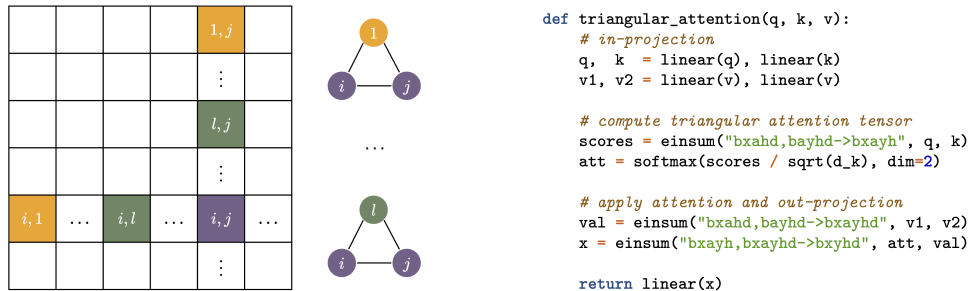 1, j
⋮
l, j
⋮
i, 1 … i, l … i, j …
⋮
1
i j
…
l
i j
def triangular_attention(q, k, v):
# in-projection
q, k = linear(q), linear(k)
v1, v2 = linear(v), linear(v)
# compute triangular attention tensor
scores = einsum("bxahd,bayhd->bxayh", q, k)
att = softmax(scores / sqrt(d_k), dim=2)
# apply attention and out-projection
val = einsum("bxahd,bayhd->bxayhd", v1, v2)
x = einsum("bxayh,bxayhd->bxyhd", att, val)
return linear(x)